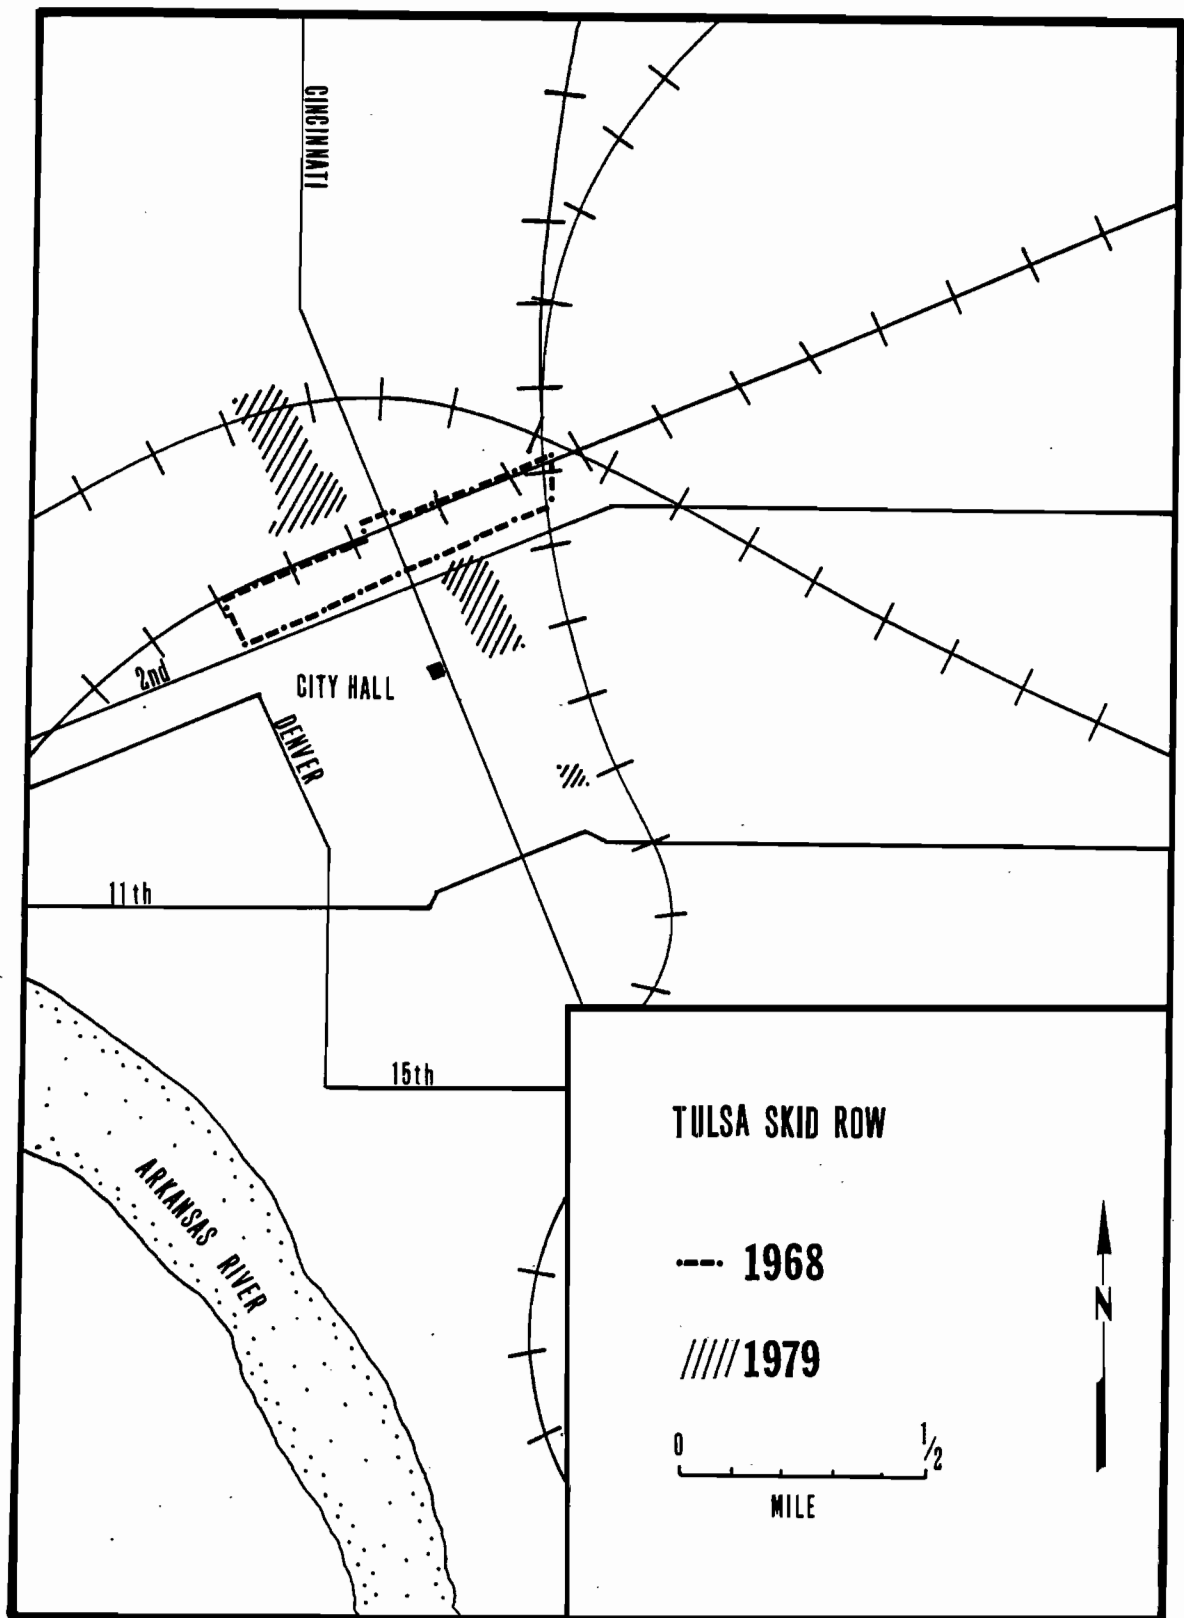 CINCINNATI
2nd
CITY HALL
DENVER
11th
15th
ARKANSAS RIVER
TULSA SKID ROW
1968
1979
N
0 1/2
MILE